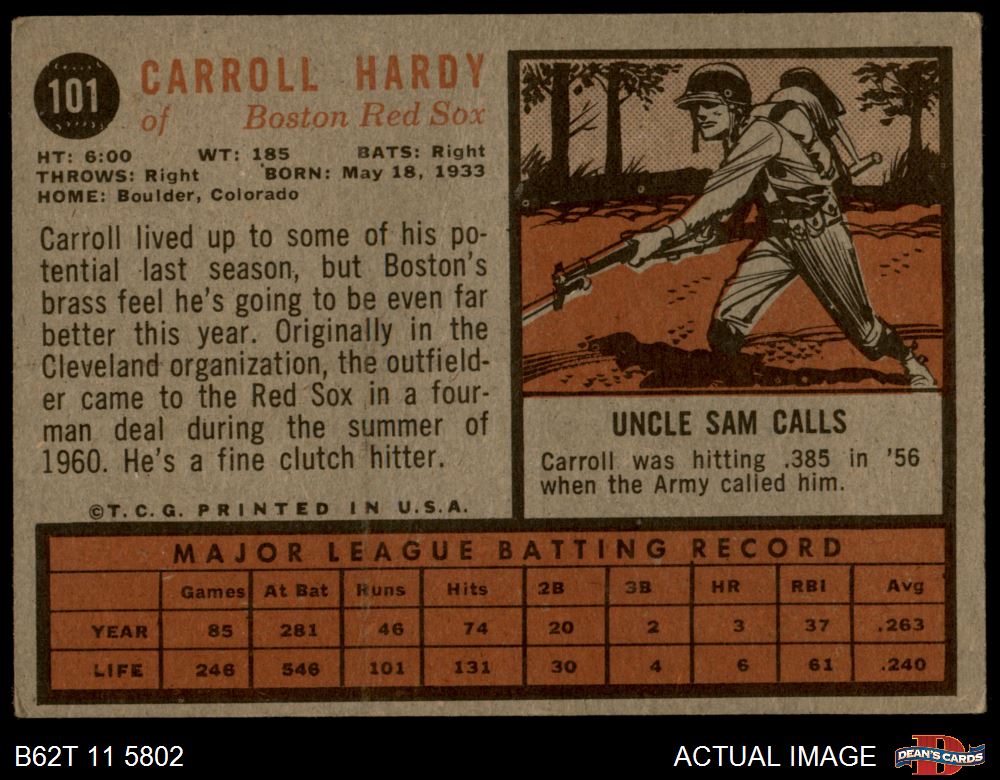 101
CARROLL HARDY
of Boston Red Sox
HT: 6:00 WT: 185 BATS: Right
THROWS: Right BORN: May 18, 1933
HOME: Boulder, Colorado
Carroll lived up to some of his po-
tential last season, but Boston's
brass feel he's going to be even far
better this year. Originally in the
Cleveland organization, the outfield-
er came to the Red Sox in a four-
man deal during the summer of
1960. He's a fine clutch hitter.
©T.C.G. PRINTED IN U.S.A.
UNCLE SAM CALLS
Carroll was hitting .385 in '56
when the Army called him.
MAJOR LEAGUE BATTING RECORD
Games At Bat Runs Hits 2B 3B HR RBI Avg
YEAR 85 281 46 74 20 2 3 37 .263
LIFE 246 546 101 131 30 4 6 61 .240
B62T 11 5802
ACTUAL IMAGE
D
DEAN'S CARDS